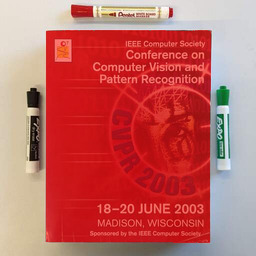 Pentel
IEEE Computer Society
Conference on
Computer Vision and
Pattern Recognition
CVPR 2003
EXPO
EXPO
18-20 JUNE 2003
MADISON, WISCONSIN
Sponsored by the IEEE Computer Society